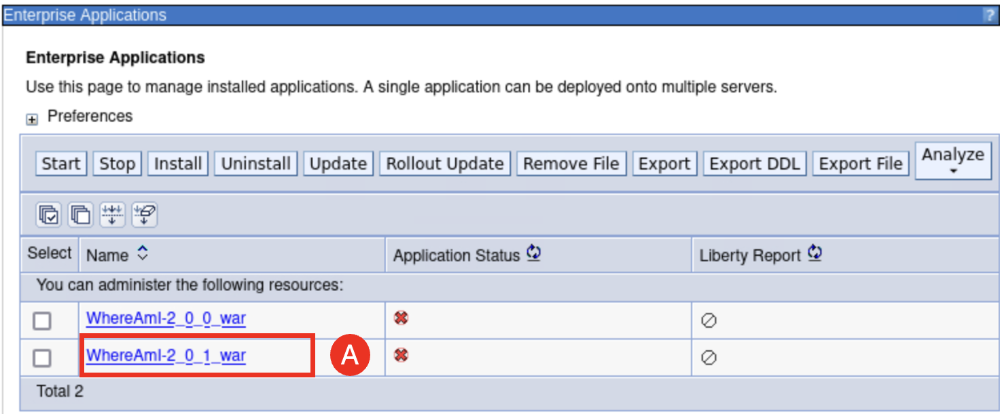 Enterprise Applications ?
Enterprise Applications
Use this page to manage installed applications. A single application can be deployed onto multiple servers.
Preferences
Start Stop Install Uninstall Update Rollout Update Remove File Export Export DDL Export File Analyze
Select Name Application Status Liberty Report
You can administer the following resources:
WhereAmI-2_0_0_war
WhereAmI-2_0_1_war A
Total 2